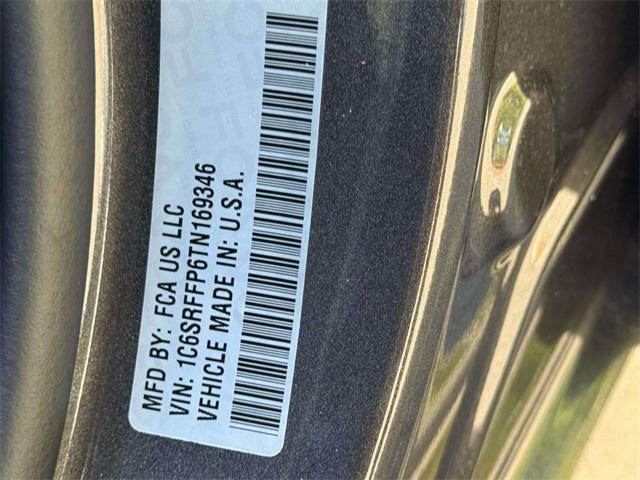 MFD BY: FCA US LLC
VIN: 1C6SRFFP6TN169346
VEHICLE MADE IN: U.S.A.